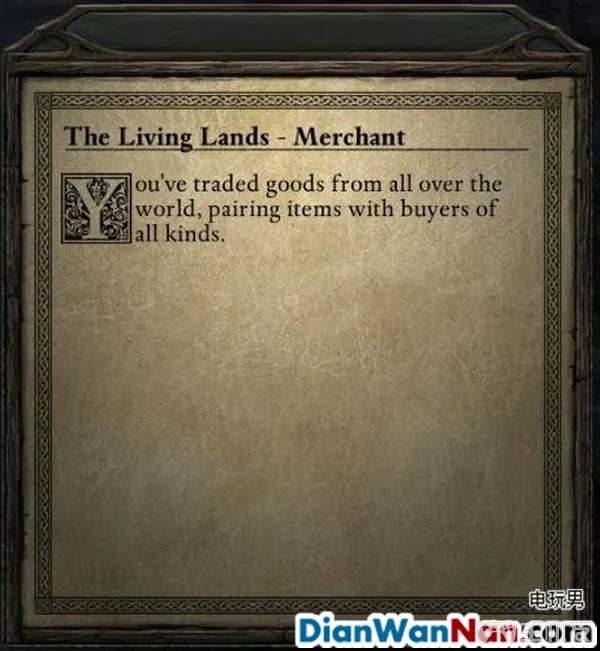 The Living Lands - Merchant
You've traded goods from all over the
world, pairing items with buyers of
all kinds.
电玩男
DianWanNan.com